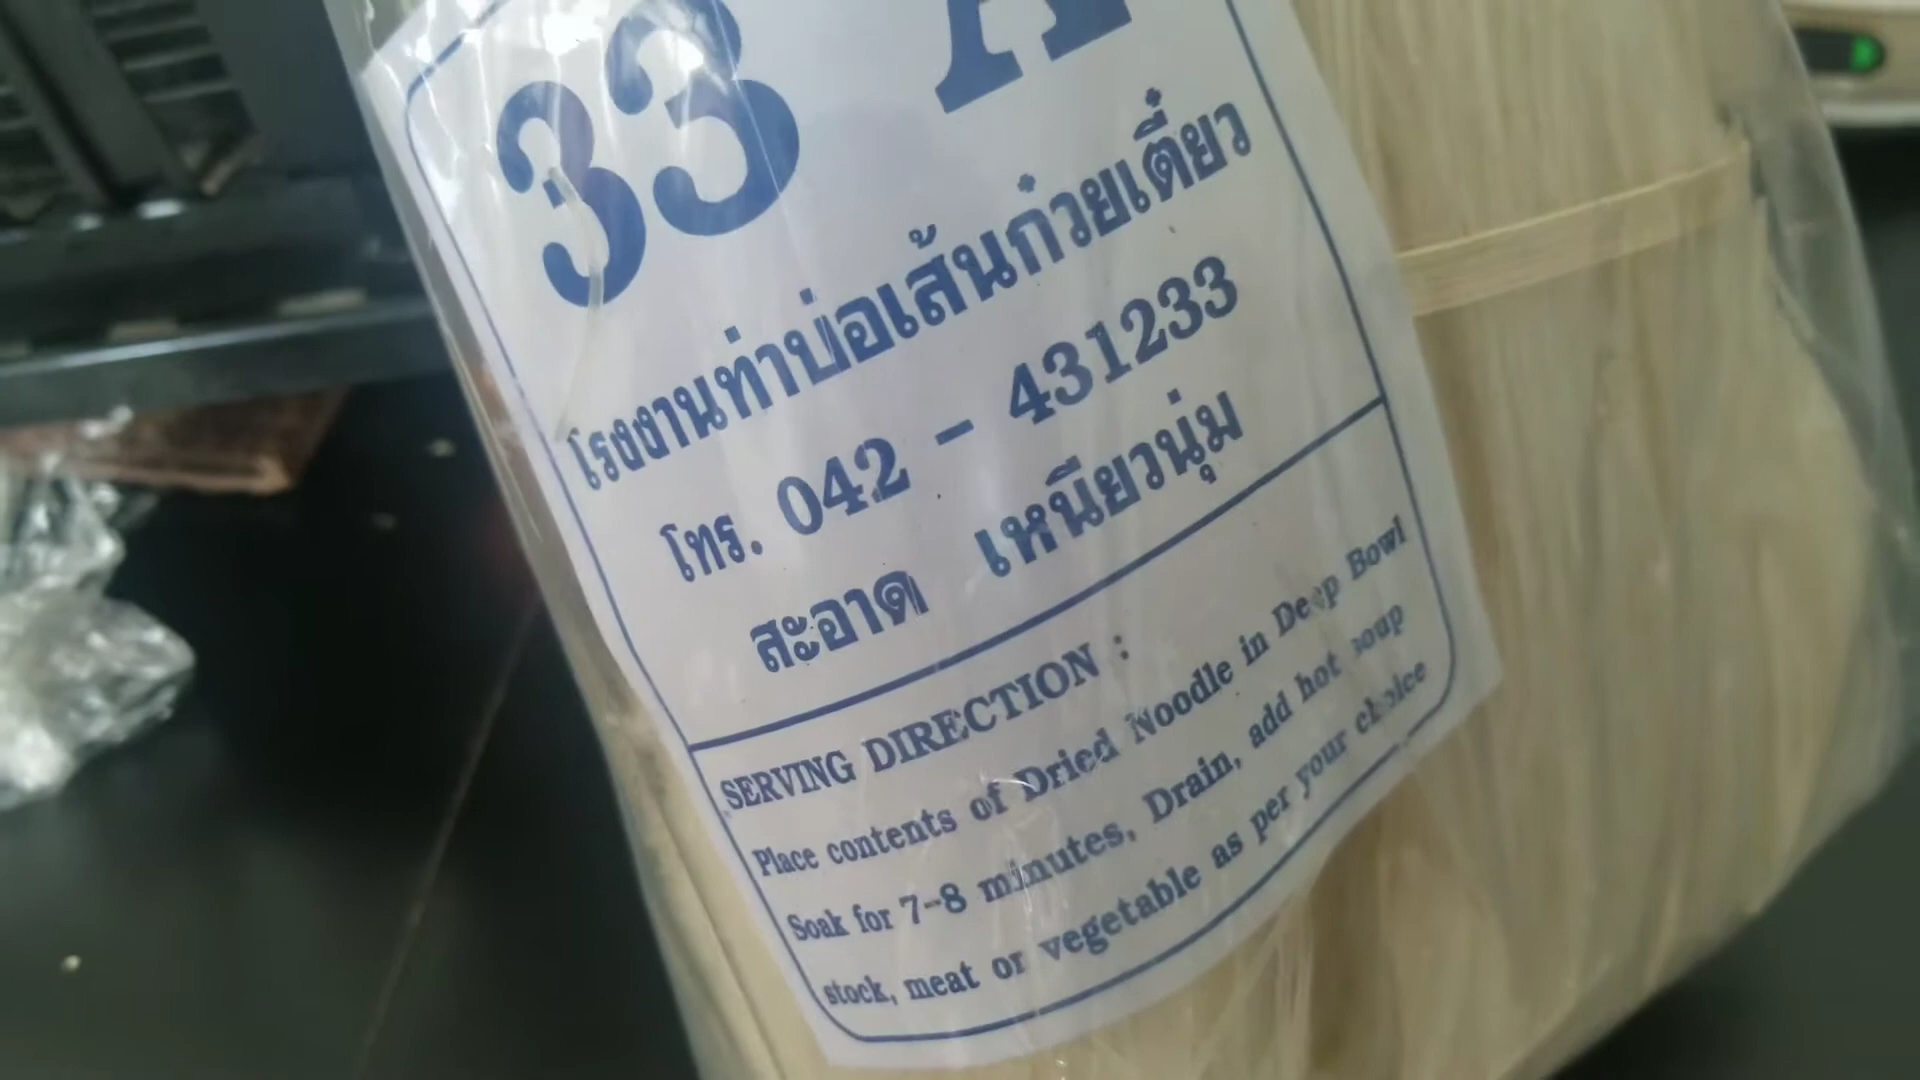 33 A
โรงงานท่าบ่อเส้นก๋วยเตี๋ยว
โทร. 042 - 431233
สะอาด เหนียวนุ่ม
SERVING DIRECTION :
Place contents of Dried Noodle in Deep Bowl
Soak for 7-8 minutes, Drain, add hot soup
stock, meat or vegetable as per your choice